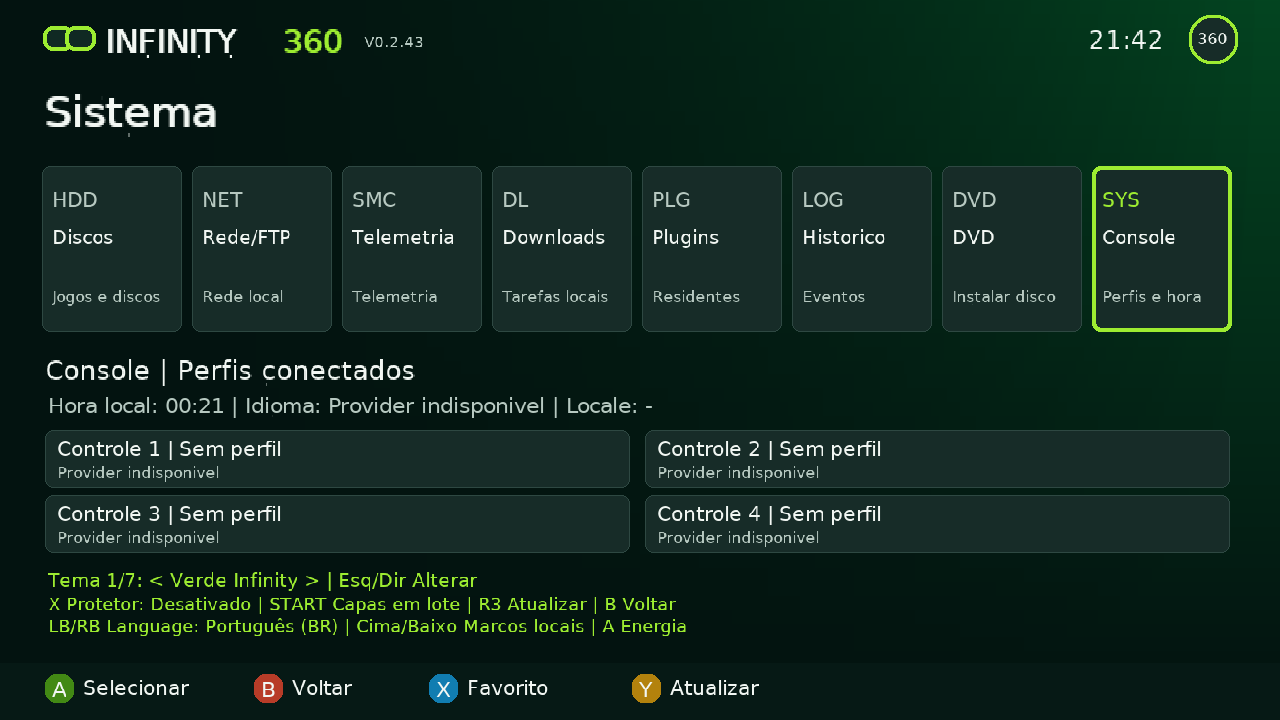 INFINITY 360 V0.2.43 21:42 360
Sistema
HDD NET SMC DL PLG LOG DVD SYS
Discos Rede/FTP Telemetria Downloads Plugins Historico DVD Console
Jogos e discos Rede local Telemetria Tarefas locais Residentes Eventos Instalar disco Perfis e hora
Console | Perfis conectados
Hora local: 00:21 | Idioma: Provider indisponivel | Locale: -
Controle 1 | Sem perfil
Provider indisponivel
Controle 2 | Sem perfil
Provider indisponivel
Controle 3 | Sem perfil
Provider indisponivel
Controle 4 | Sem perfil
Provider indisponivel
Tema 1/7: < Verde Infinity > | Esq/Dir Alterar
X Protetor: Desativado | START Capas em lote | R3 Atualizar | B Voltar
LB/RB Language: Português (BR) | Cima/Baixo Marcos locais | A Energia
A Selecionar B Voltar X Favorito Y Atualizar